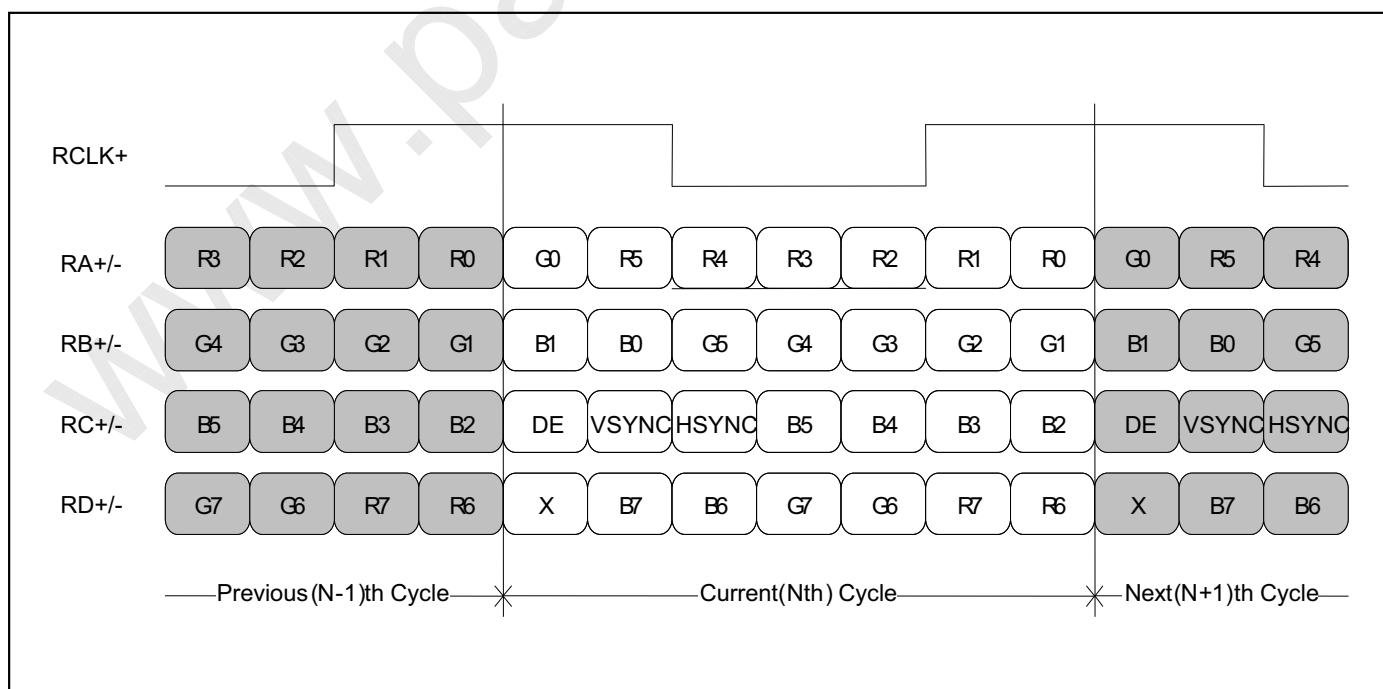 www.pa
RCLK+
RA+/- R3 R2 R1 R0 G0 R5 R4 R3 R2 R1 R0 G0 R5 R4
RB+/- G4 G3 G2 G1 B1 B0 G5 G4 G3 G2 G1 B1 B0 G5
RC+/- B5 B4 B3 B2 DE VSYNC HSYNC B5 B4 B3 B2 DE VSYNC HSYNC
RD+/- G7 G6 R7 R6 X B7 B6 G7 G6 R7 R6 X B7 B6
Previous(N-1)th Cycle Current(Nth) Cycle Next(N+1)th Cycle